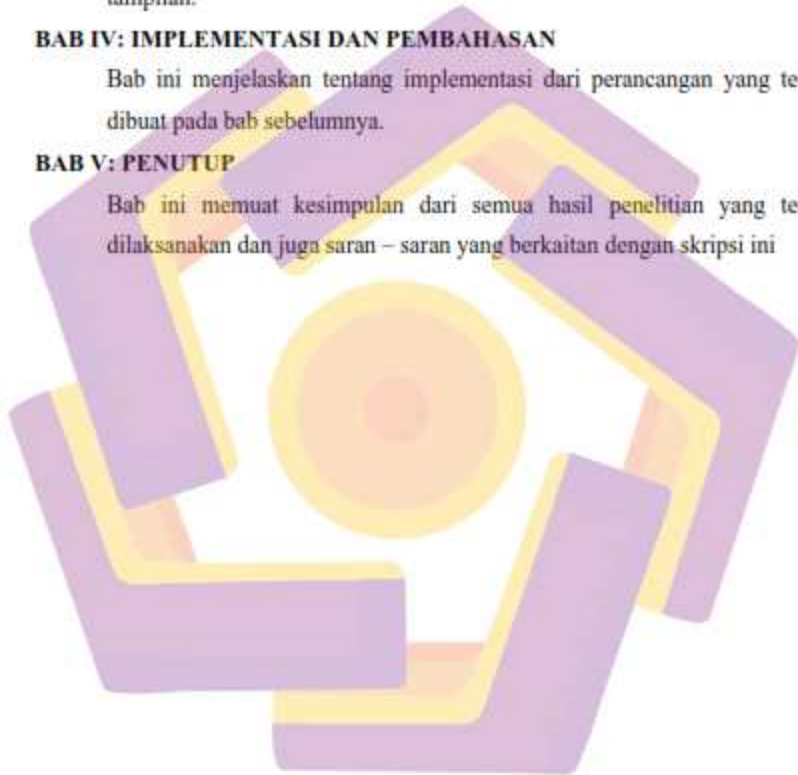 BAB IV: IMPLEMENTASI DAN PEMBAHASAN
Bab ini menjelaskan tentang implementasi dari perancangan yang te
dibuat pada bab sebelumnya.
BAB V: PENUTUP
Bab ini memuat kesimpulan dari semua hasil penelitian yang te
dilaksanakan dan juga saran – saran yang berkaitan dengan skripsi ini